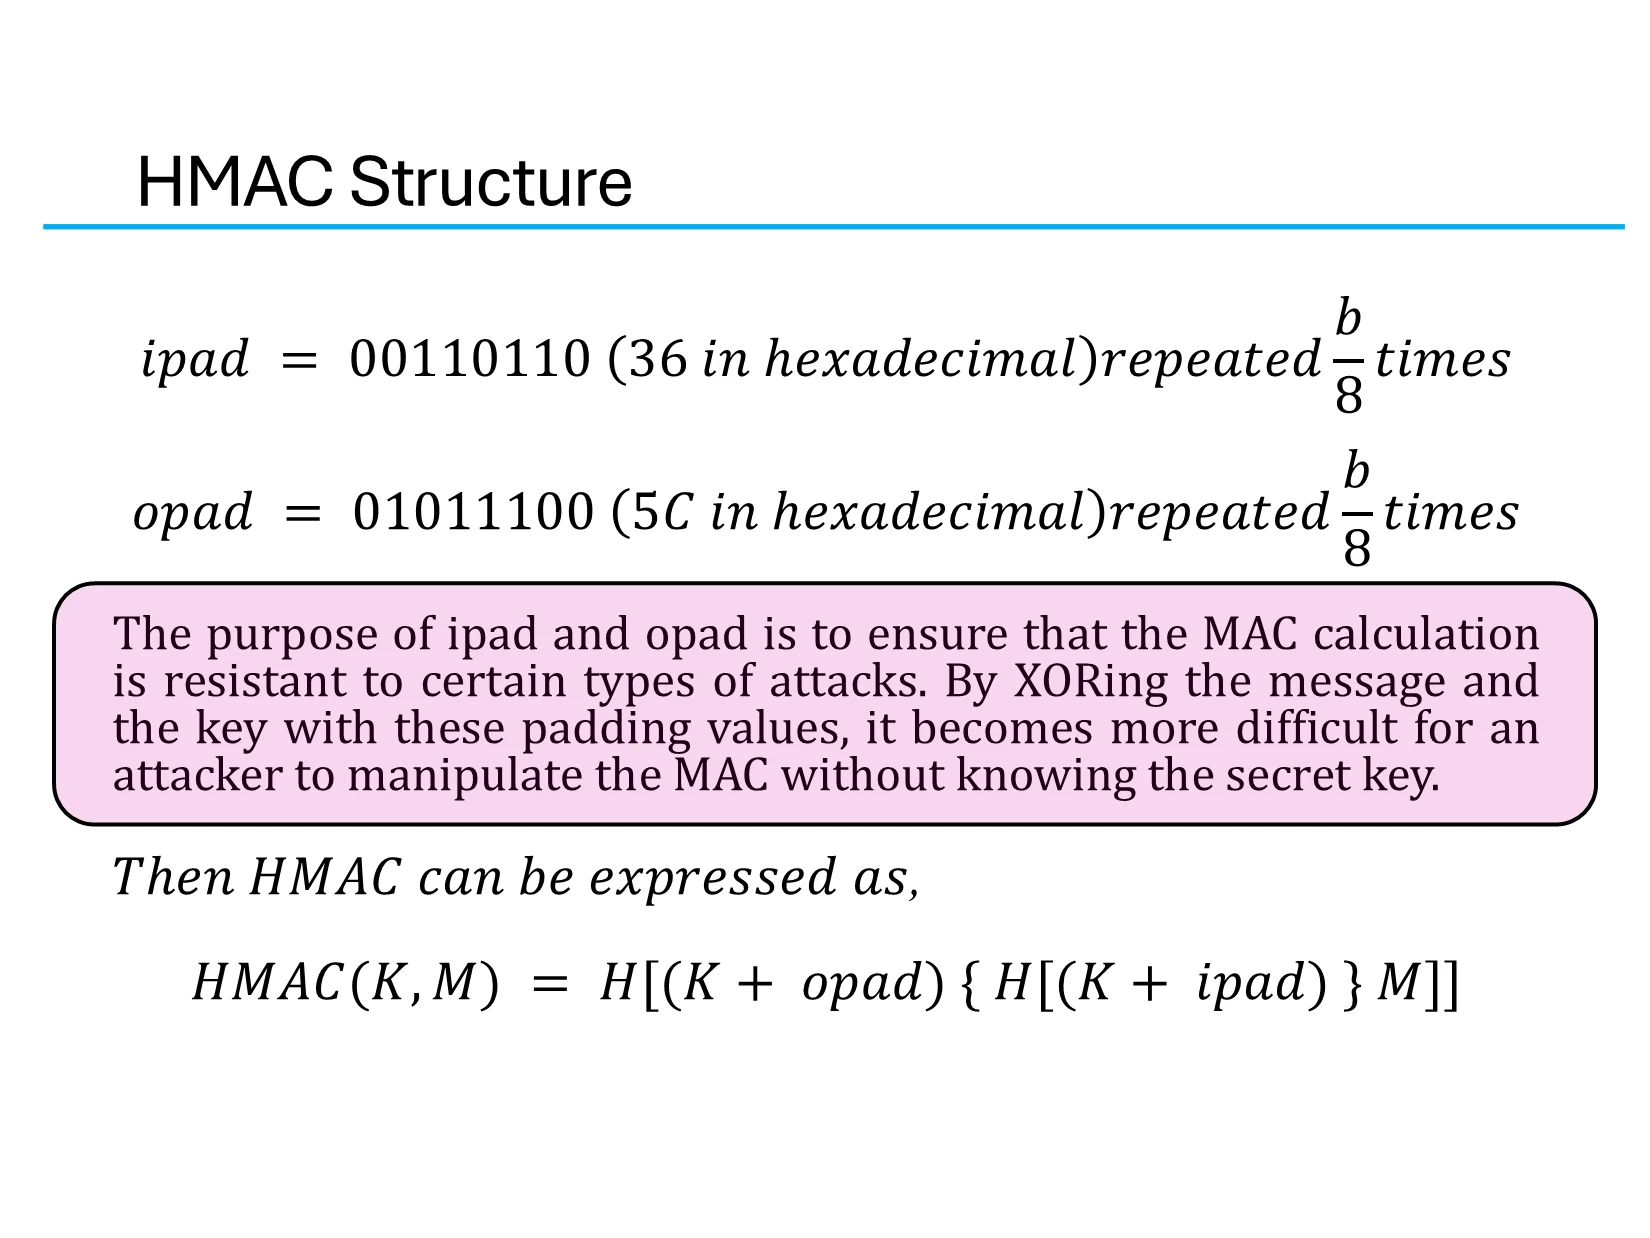 HMAC Structure
ipad = 00110110 (36 in hexadecimal)repeated b/8 times
opad = 01011100 (5C in hexadecimal)repeated b/8 times
The purpose of ipad and opad is to ensure that the MAC calculation
is resistant to certain types of attacks. By XORing the message and
the key with these padding values, it becomes more difficult for an
attacker to manipulate the MAC without knowing the secret key.
Then HMAC can be expressed as,
HMAC(K, M) = H[(K + opad) { H[(K + ipad) } M]]